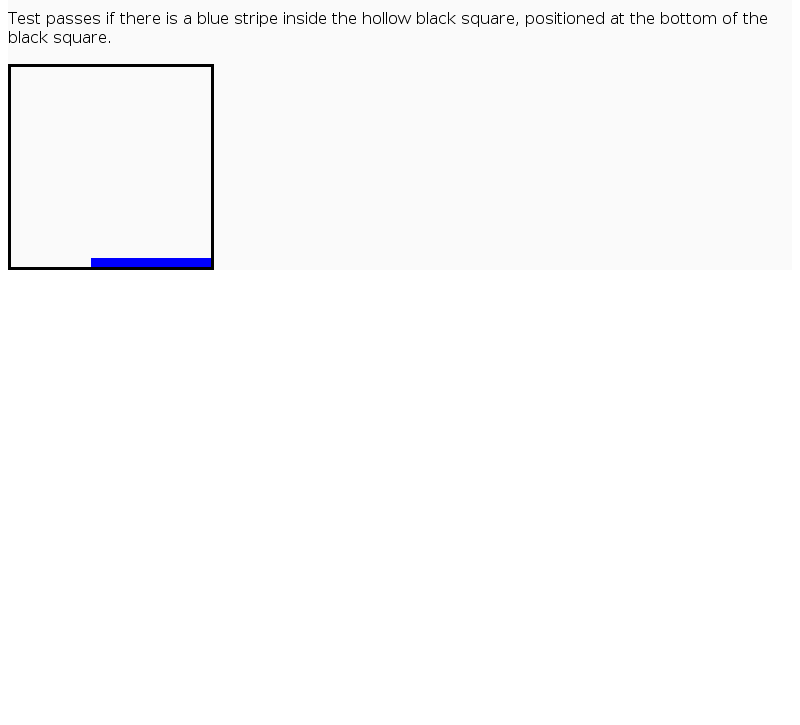 Test passes if there is a blue stripe inside the hollow black square, positioned at the bottom of the
black square.